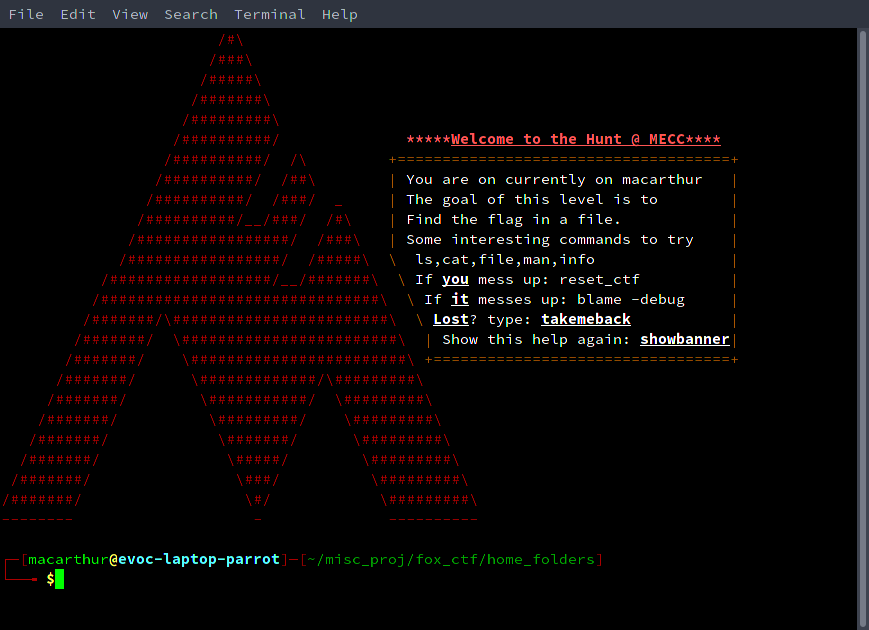 File Edit View Search Terminal Help
*****Welcome to the Hunt @ MECC****
You are on currently on macarthur
The goal of this level is to
Find the flag in a file.
Some interesting commands to try
ls,cat,file,man,info
If you mess up: reset_ctf
If it messes up: blame -debug
Lost? type: takemeback
Show this help again: showbanner
[macarthur@evoc-laptop-parrot]-[~/misc_proj/fox_ctf/home_folders]
$